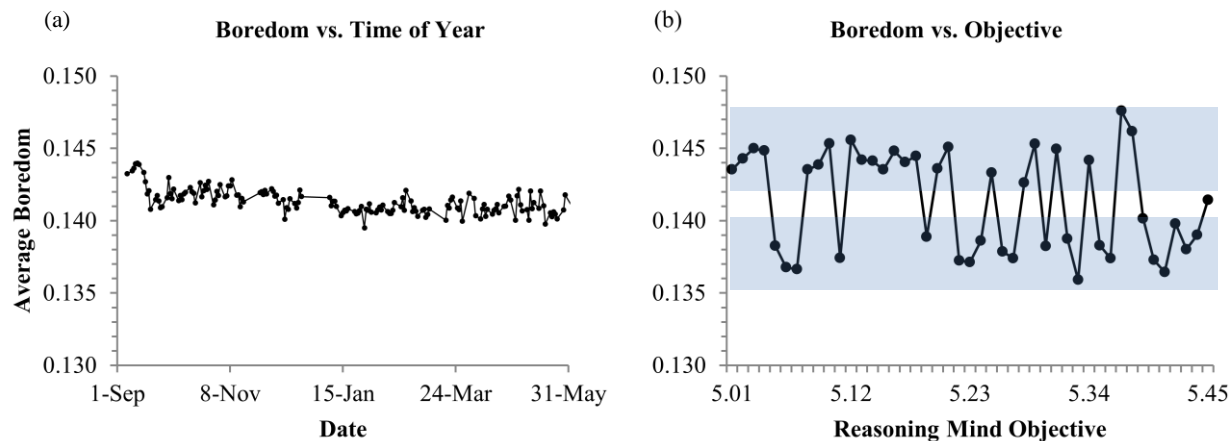 (a)
Boredom vs. Time of Year
0.150
0.145
0.140
0.135
0.130
Average Boredom
1-Sep 8-Nov 15-Jan 24-Mar 31-May
Date
(b)
Boredom vs. Objective
0.150
0.145
0.140
0.135
0.130
5.01 5.12 5.23 5.34 5.45
Reasoning Mind Objective